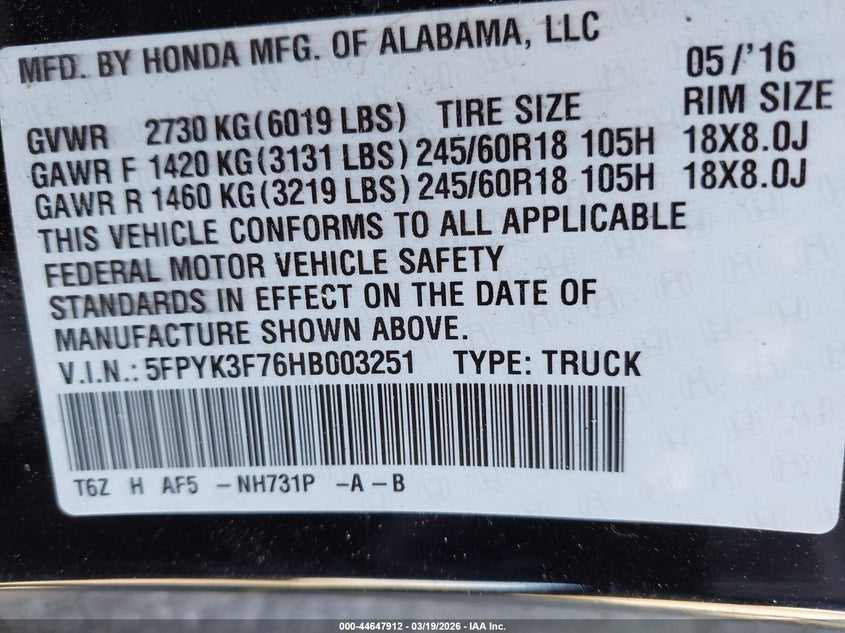 MFD. BY HONDA MFG. OF ALABAMA, LLC 05/'16
GVWR 2730 KG(6019 LBS) TIRE SIZE RIM SIZE
GAWR F 1420 KG(3131 LBS) 245/60R18 105H 18X8.0J
GAWR R 1460 KG(3219 LBS) 245/60R18 105H 18X8.0J
THIS VEHICLE CONFORMS TO ALL APPLICABLE
FEDERAL MOTOR VEHICLE SAFETY
STANDARDS IN EFFECT ON THE DATE OF
MANUFACTURE SHOWN ABOVE.
V.I.N.: 5FPYK3F76HB003251 TYPE: TRUCK
T6Z H AF5 -NH731P -A-B
000-44647912 - 03/19/2026 - IAA Inc.